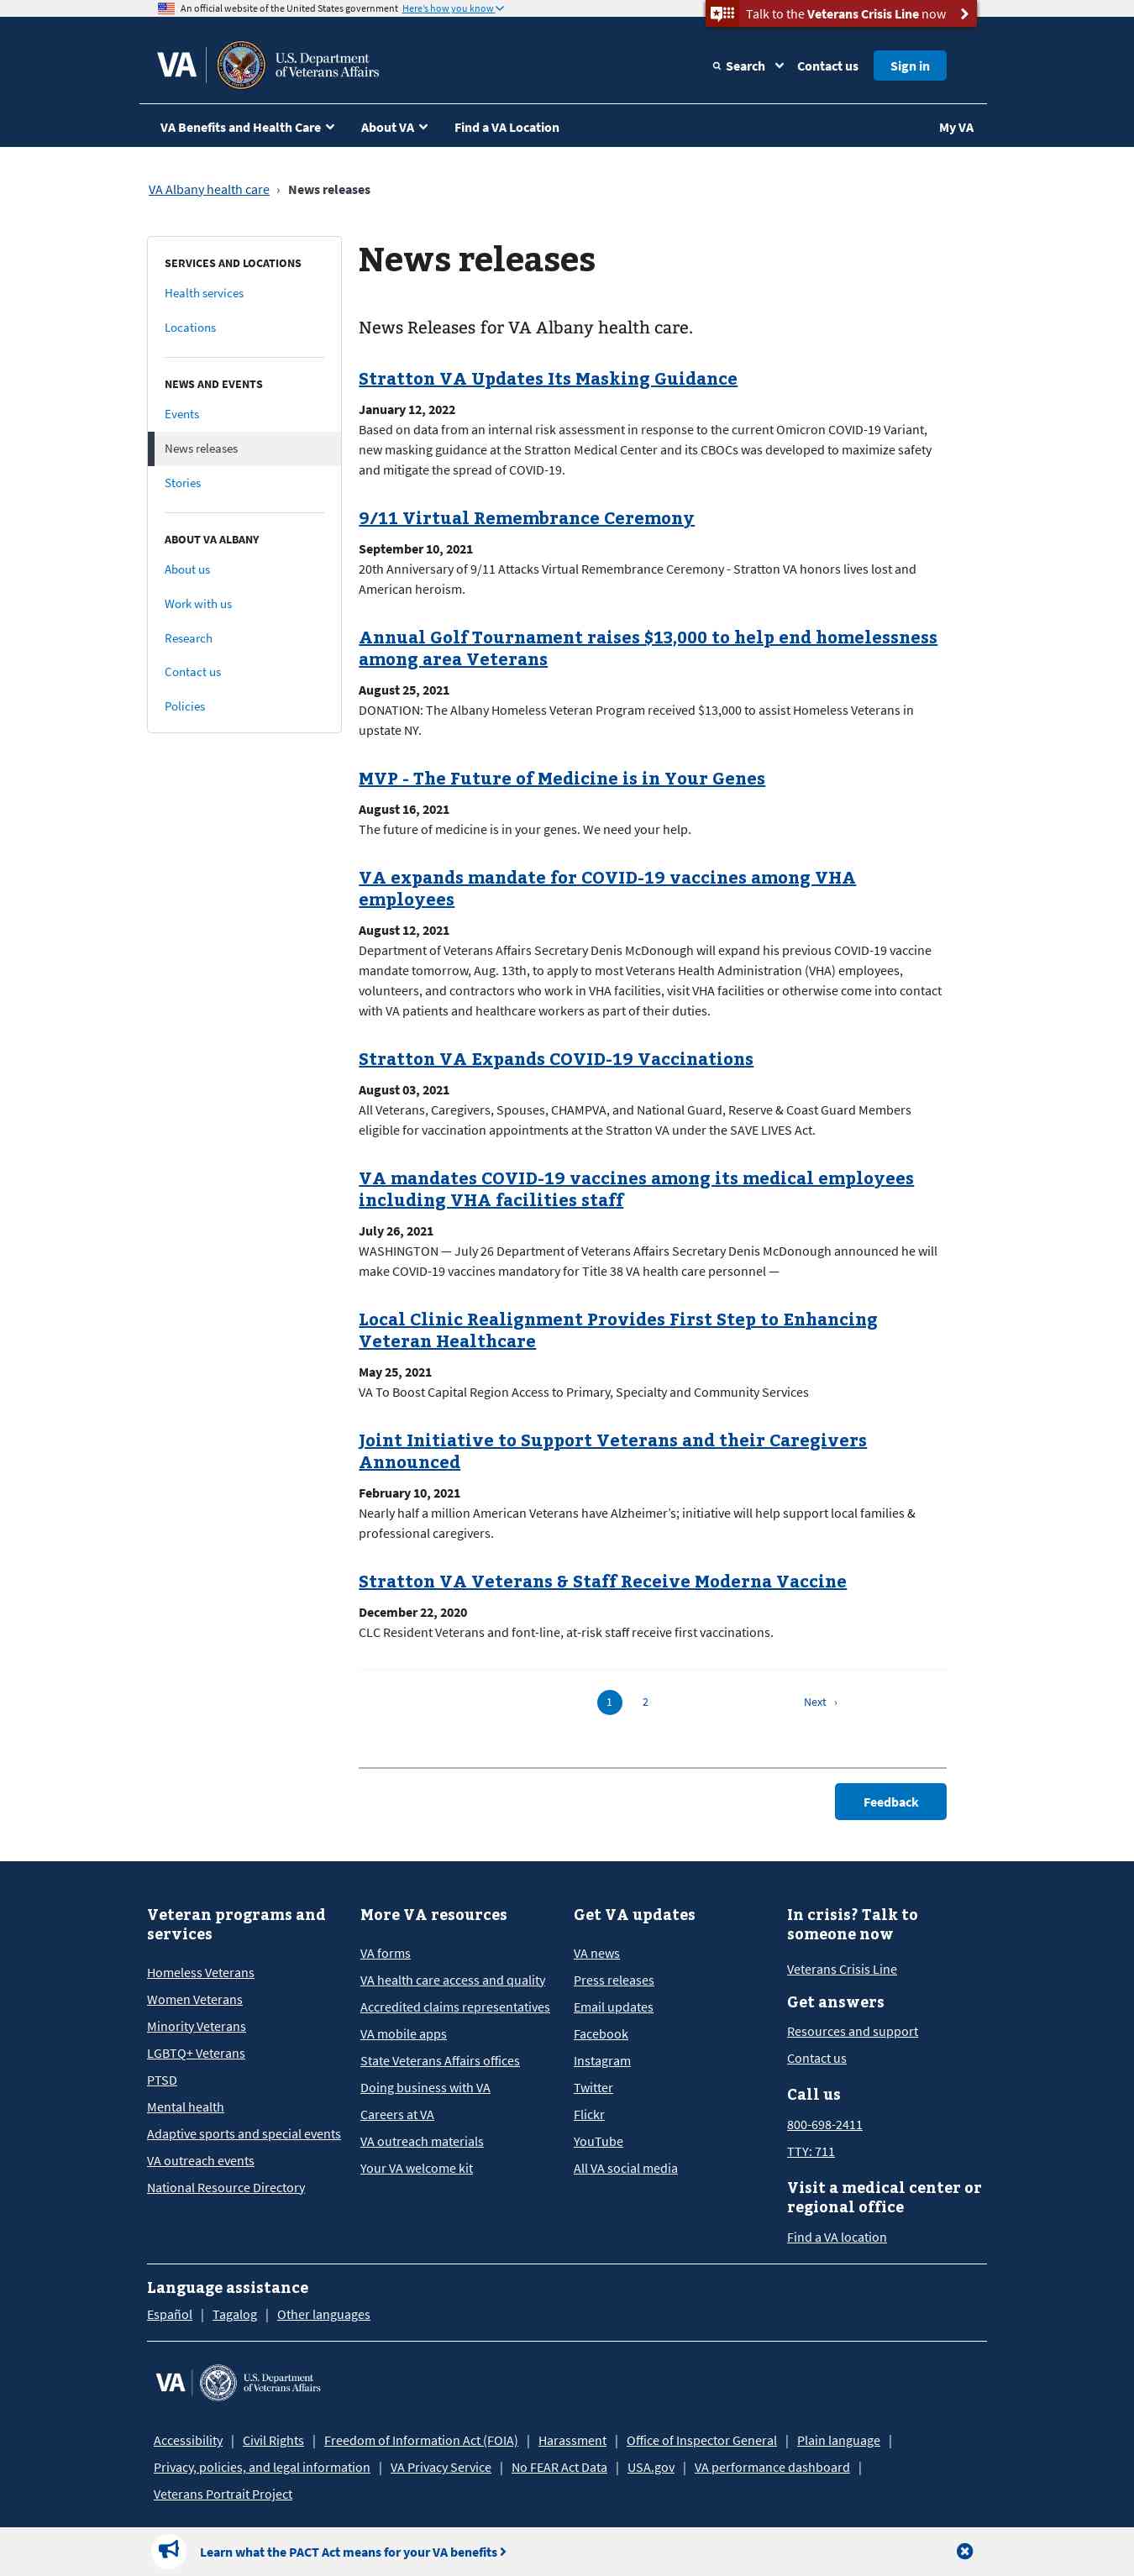 An official website of the United States government Here's how you know
Talk to the Veterans Crisis Line now
VA
U.S. Department
of Veterans Affairs
Search
Contact us
Sign in
VA Benefits and Health Care
About VA
Find a VA Location
My VA
VA Albany health care › News releases
SERVICES AND LOCATIONS
Health services
Locations
NEWS AND EVENTS
Events
News releases
Stories
ABOUT VA ALBANY
About us
Work with us
Research
Contact us
Policies
News releases
News Releases for VA Albany health care.
Stratton VA Updates Its Masking Guidance
January 12, 2022
Based on data from an internal risk assessment in response to the current Omicron COVID-19 Variant,
new masking guidance at the Stratton Medical Center and its CBOCs was developed to maximize safety
and mitigate the spread of COVID-19.
9/11 Virtual Remembrance Ceremony
September 10, 2021
20th Anniversary of 9/11 Attacks Virtual Remembrance Ceremony - Stratton VA honors lives lost and
American heroism.
Annual Golf Tournament raises $13,000 to help end homelessness
among area Veterans
August 25, 2021
DONATION: The Albany Homeless Veteran Program received $13,000 to assist Homeless Veterans in
upstate NY.
MVP - The Future of Medicine is in Your Genes
August 16, 2021
The future of medicine is in your genes. We need your help.
VA expands mandate for COVID-19 vaccines among VHA
employees
August 12, 2021
Department of Veterans Affairs Secretary Denis McDonough will expand his previous COVID-19 vaccine
mandate tomorrow, Aug. 13th, to apply to most Veterans Health Administration (VHA) employees,
volunteers, and contractors who work in VHA facilities, visit VHA facilities or otherwise come into contact
with VA patients and healthcare workers as part of their duties.
Stratton VA Expands COVID-19 Vaccinations
August 03, 2021
All Veterans, Caregivers, Spouses, CHAMPVA, and National Guard, Reserve & Coast Guard Members
eligible for vaccination appointments at the Stratton VA under the SAVE LIVES Act.
VA mandates COVID-19 vaccines among its medical employees
including VHA facilities staff
July 26, 2021
WASHINGTON — July 26 Department of Veterans Affairs Secretary Denis McDonough announced he will
make COVID-19 vaccines mandatory for Title 38 VA health care personnel —
Local Clinic Realignment Provides First Step to Enhancing
Veteran Healthcare
May 25, 2021
VA To Boost Capital Region Access to Primary, Specialty and Community Services
Joint Initiative to Support Veterans and their Caregivers
Announced
February 10, 2021
Nearly half a million American Veterans have Alzheimer's; initiative will help support local families &
professional caregivers.
Stratton VA Veterans & Staff Receive Moderna Vaccine
December 22, 2020
CLC Resident Veterans and font-line, at-risk staff receive first vaccinations.
1 2 Next ›
Feedback
Veteran programs and
services
Homeless Veterans
Women Veterans
Minority Veterans
LGBTQ+ Veterans
PTSD
Mental health
Adaptive sports and special events
VA outreach events
National Resource Directory
More VA resources
VA forms
VA health care access and quality
Accredited claims representatives
VA mobile apps
State Veterans Affairs offices
Doing business with VA
Careers at VA
VA outreach materials
Your VA welcome kit
Get VA updates
VA news
Press releases
Email updates
Facebook
Instagram
Twitter
Flickr
YouTube
All VA social media
In crisis? Talk to
someone now
Veterans Crisis Line
Get answers
Resources and support
Contact us
Call us
800-698-2411
TTY: 711
Visit a medical center or
regional office
Find a VA location
Language assistance
Español | Tagalog | Other languages
VA
U.S. Department
of Veterans Affairs
Accessibility | Civil Rights | Freedom of Information Act (FOIA) | Harassment | Office of Inspector General | Plain language |
Privacy, policies, and legal information | VA Privacy Service | No FEAR Act Data | USA.gov | VA performance dashboard |
Veterans Portrait Project
Learn what the PACT Act means for your VA benefits